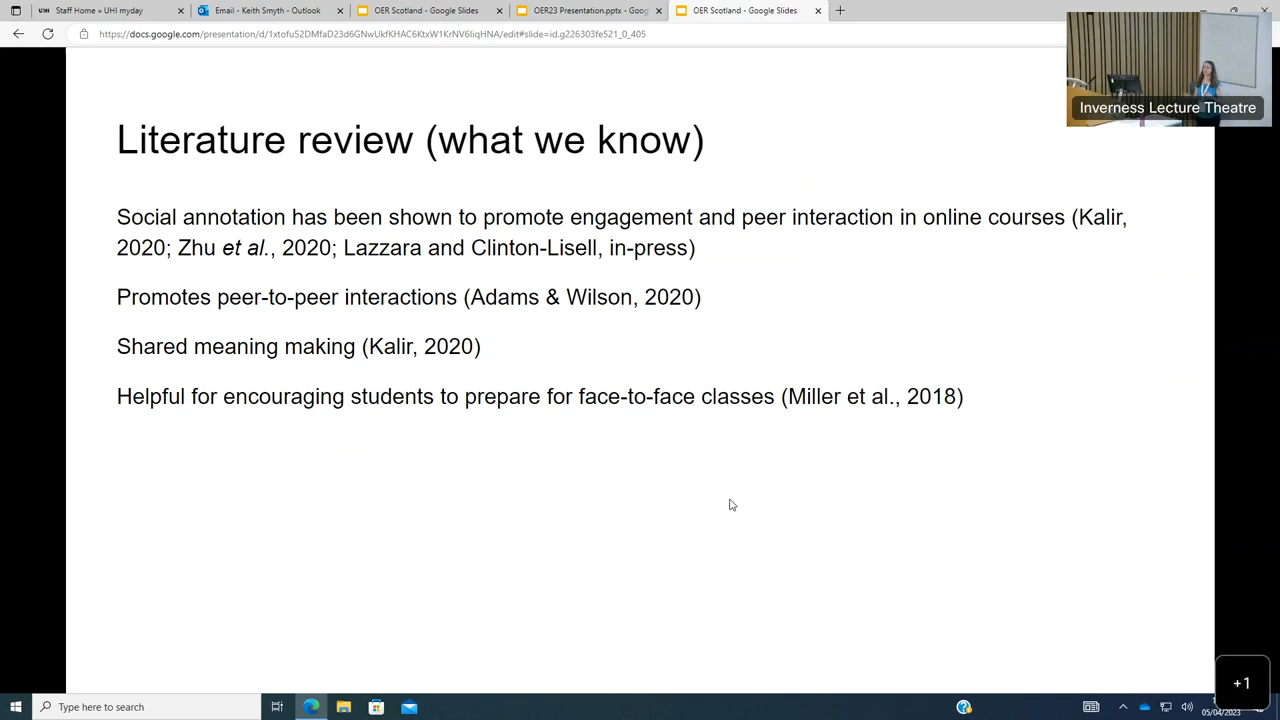 Staff Home » UHI myday
Email - Keith Smyth - Outlook
OER Scotland - Google Slides
OER23 Presentation.pptx - Goog
OER Scotland - Google Slides
https://docs.google.com/presentation/d/1xtofu52DMfaD23d6GNwUkfKHAC6KtxW1KrNV6IiqHNA/edit#slide=id.g226303fe521_0_405
Inverness Lecture Theatre
Literature review (what we know)
Social annotation has been shown to promote engagement and peer interaction in online courses (Kalir,
2020; Zhu et al., 2020; Lazzara and Clinton-Lisell, in-press)
Promotes peer-to-peer interactions (Adams & Wilson, 2020)
Shared meaning making (Kalir, 2020)
Helpful for encouraging students to prepare for face-to-face classes (Miller et al., 2018)
+1
Type here to search
05/04/2023